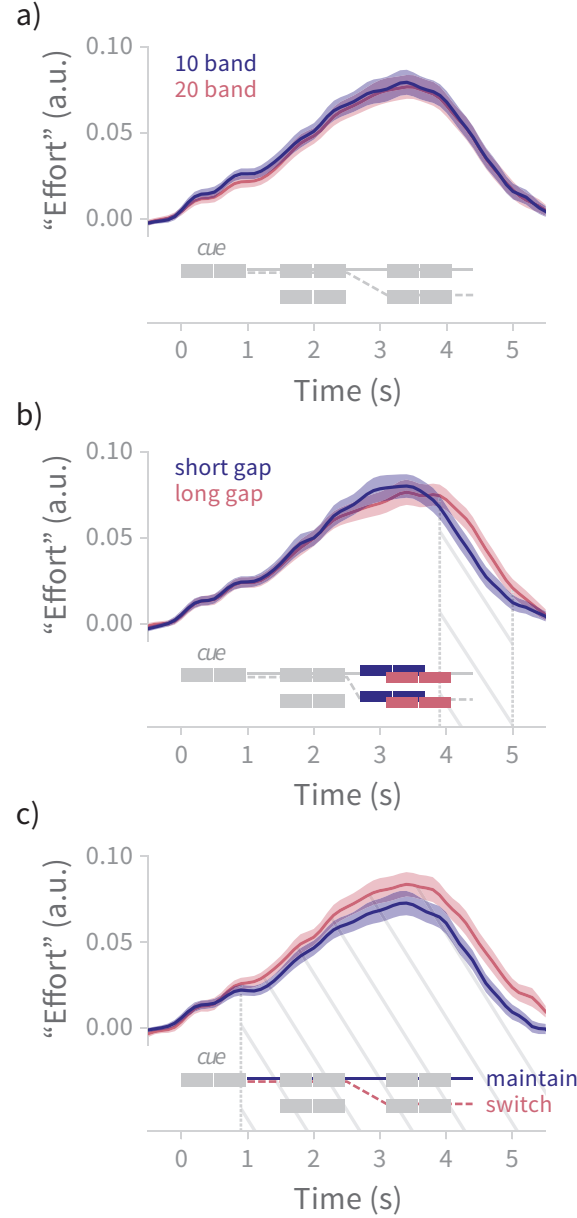 a)
0.10
10 band
20 band
0.05
0.00
“Effort” (a.u.)
cue
0 1 2 3 4 5
Time (s)
b)
0.10
short gap
long gap
0.05
0.00
“Effort” (a.u.)
cue
0 1 2 3 4 5
Time (s)
c)
0.10
0.05
0.00
“Effort” (a.u.)
cue
maintain
switch
0 1 2 3 4 5
Time (s)